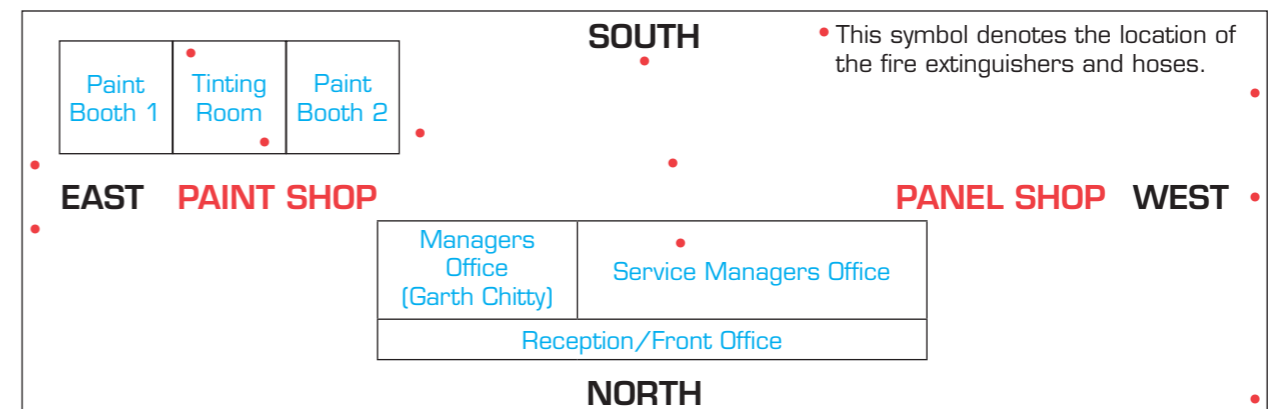 SOUTH
• This symbol denotes the location of
the fire extinguishers and hoses.
Paint
Booth 1
Tinting
Room
Paint
Booth 2
EAST
PAINT SHOP
PANEL SHOP
WEST
Managers
Office
(Garth Chitty)
Service Managers Office
Reception/Front Office
NORTH